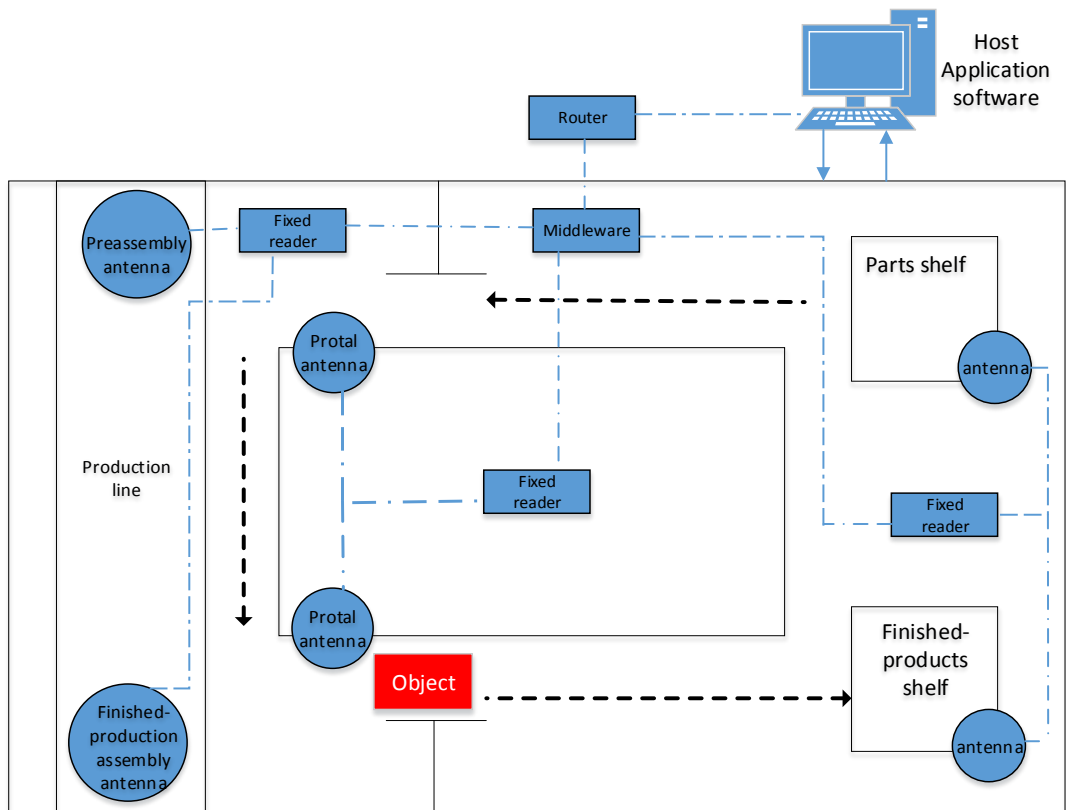 Host
Application
software
Router
Preassembly
antenna
Fixed
reader
Middleware
Parts shelf
Protal
antenna
antenna
Production
line
Fixed
reader
Fixed
reader
Protal
antenna
Object
Finished-
products
shelf
Finished-
production
assembly
antenna
antenna